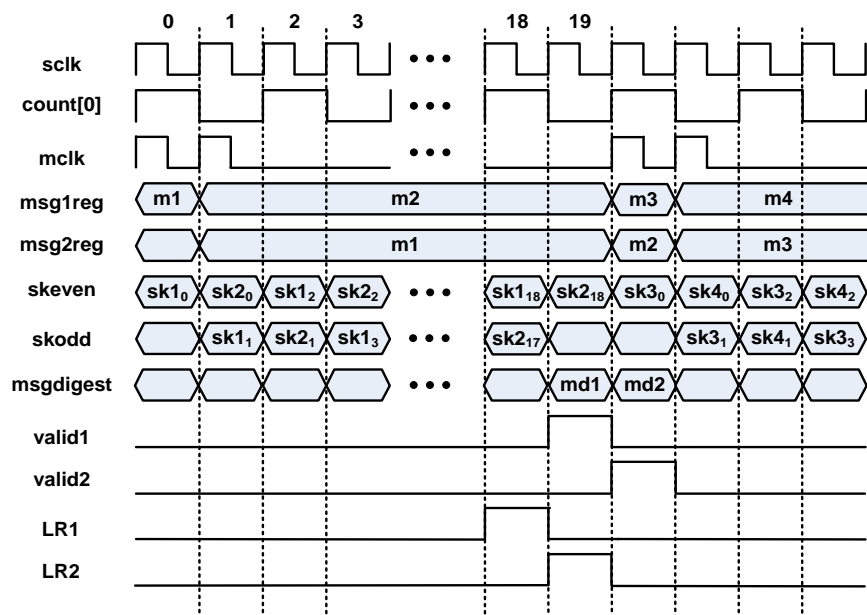 0 1 2 3 18 19
sclk
count[0]
mclk
msg1reg m1 m2 m3 m4
msg2reg m1 m2 m3
skeven sk1₀ sk2₀ sk1₂ sk2₂ sk1₁₈ sk2₁₈ sk3₀ sk4₀ sk3₂ sk4₂
skodd sk1₁ sk2₁ sk1₃ sk2₁₇ sk3₁ sk4₁ sk3₃
msgdigest md1 md2
valid1
valid2
LR1
LR2